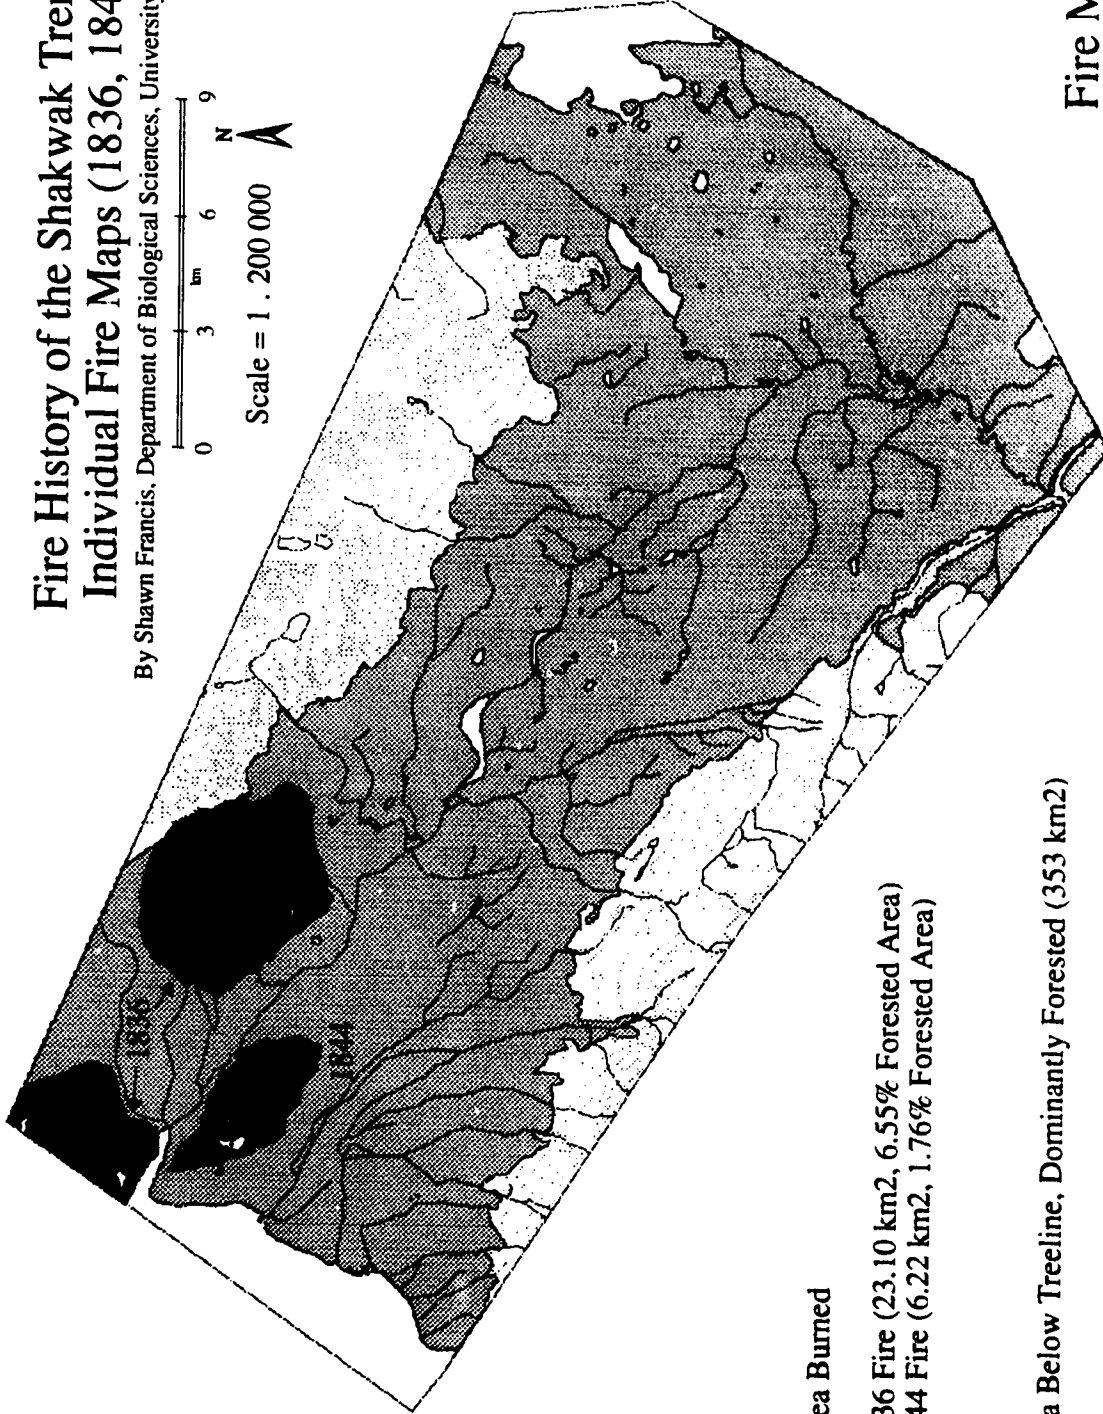 Fire History of the Shakwak Tre
Individual Fire Maps (1836, 184
By Shawn Francis, Department of Biological Sciences, University
0 3 6 9
km
N
Scale = 1 . 200 000
1836
1844
ea Burned
36 Fire (23.10 km2, 6.55% Forested Area)
44 Fire (6.22 km2, 1.76% Forested Area)
a Below Treeline, Dominantly Forested (353 km2)
Fire M